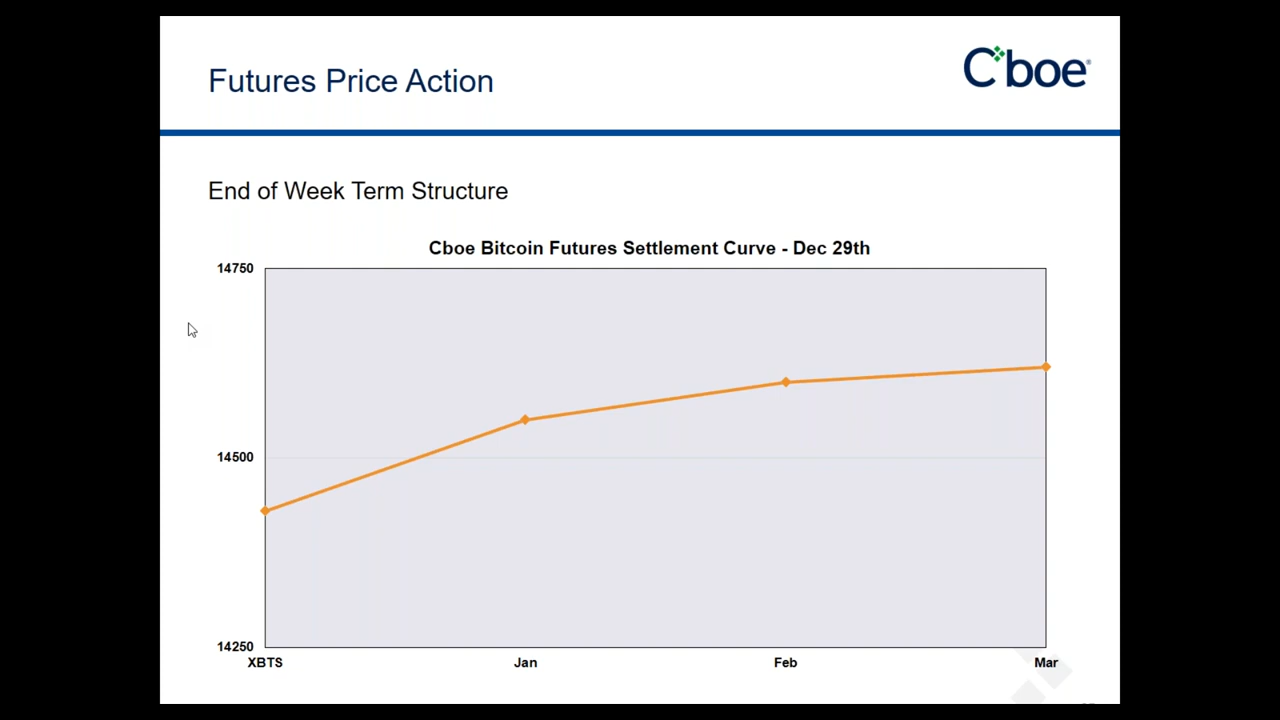 Futures Price Action
Cboe®
End of Week Term Structure
Cboe Bitcoin Futures Settlement Curve - Dec 29th
14750
14500
14250
XBTS Jan Feb Mar